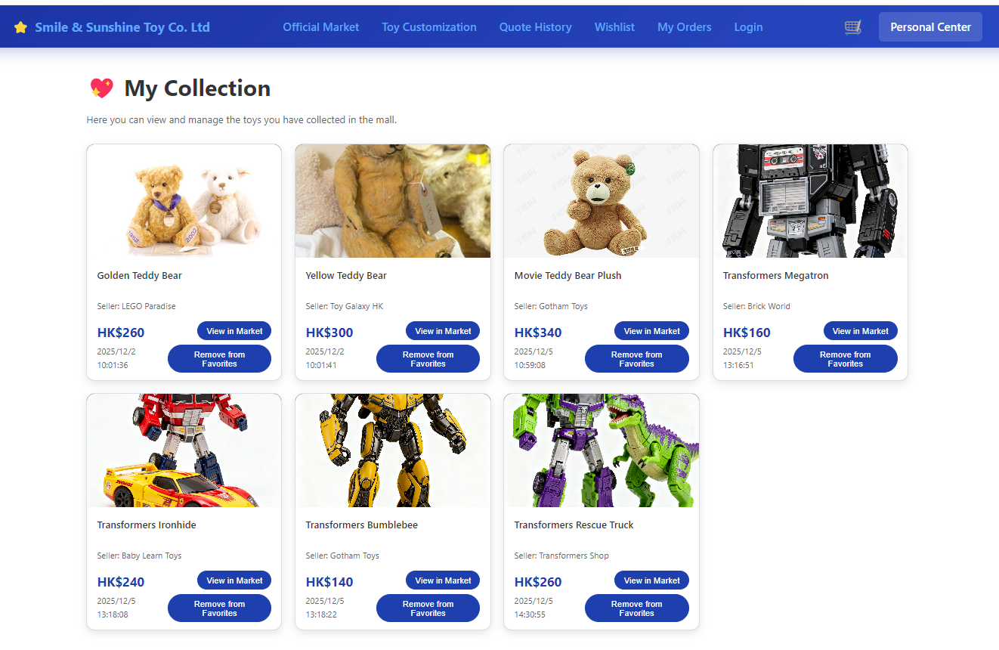 Smile & Sunshine Toy Co. Ltd
Official Market
Toy Customization
Quote History
Wishlist
My Orders
Login
Personal Center
My Collection
Here you can view and manage the toys you have collected in the mall.
1952
2002
Golden Teddy Bear
Seller: LEGO Paradise
HK$260
View in Market
2025/12/2
10:01:36
Remove from
Favorites
Yellow Teddy Bear
Seller: Toy Galaxy HK
HK$300
View in Market
2025/12/2
10:01:41
Remove from
Favorites
Movie Teddy Bear Plush
Seller: Gotham Toys
HK$340
View in Market
2025/12/5
10:59:08
Remove from
Favorites
Transformers Megatron
Seller: Brick World
HK$160
View in Market
2025/12/5
13:16:51
Remove from
Favorites
Transformers Ironhide
Seller: Baby Learn Toys
HK$240
View in Market
2025/12/5
13:18:08
Remove from
Favorites
Transformers Bumblebee
Seller: Gotham Toys
HK$140
View in Market
2025/12/5
13:18:22
Remove from
Favorites
Transformers Rescue Truck
Seller: Transformers Shop
HK$260
View in Market
2025/12/5
14:30:55
Remove from
Favorites